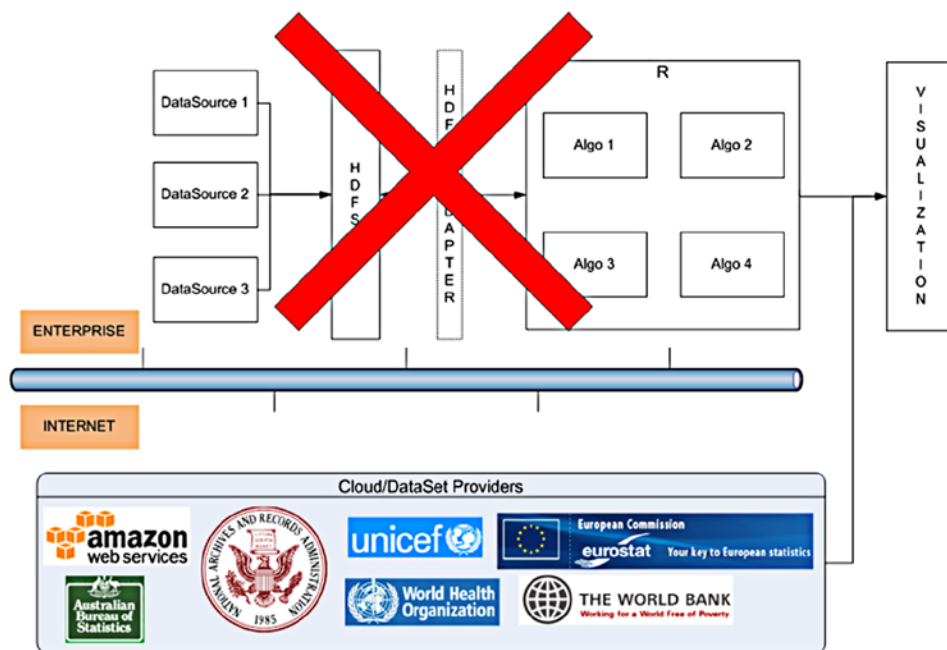 R
DataSource 1
DataSource 2
DataSource 3
HDFS
Algo 1
Algo 2
Algo 3
Algo 4
VISUALIZATION
ENTERPRISE
INTERNET
Cloud/DataSet Providers
amazon
web services
NATIONAL ARCHIVES AND RECORDS ADMINISTRATION
1985
unicef
European Commission
eurostat
Your key to European statistics
Australian
Bureau of
Statistics
World Health
Organization
THE WORLD BANK
Working for a World Free of Poverty